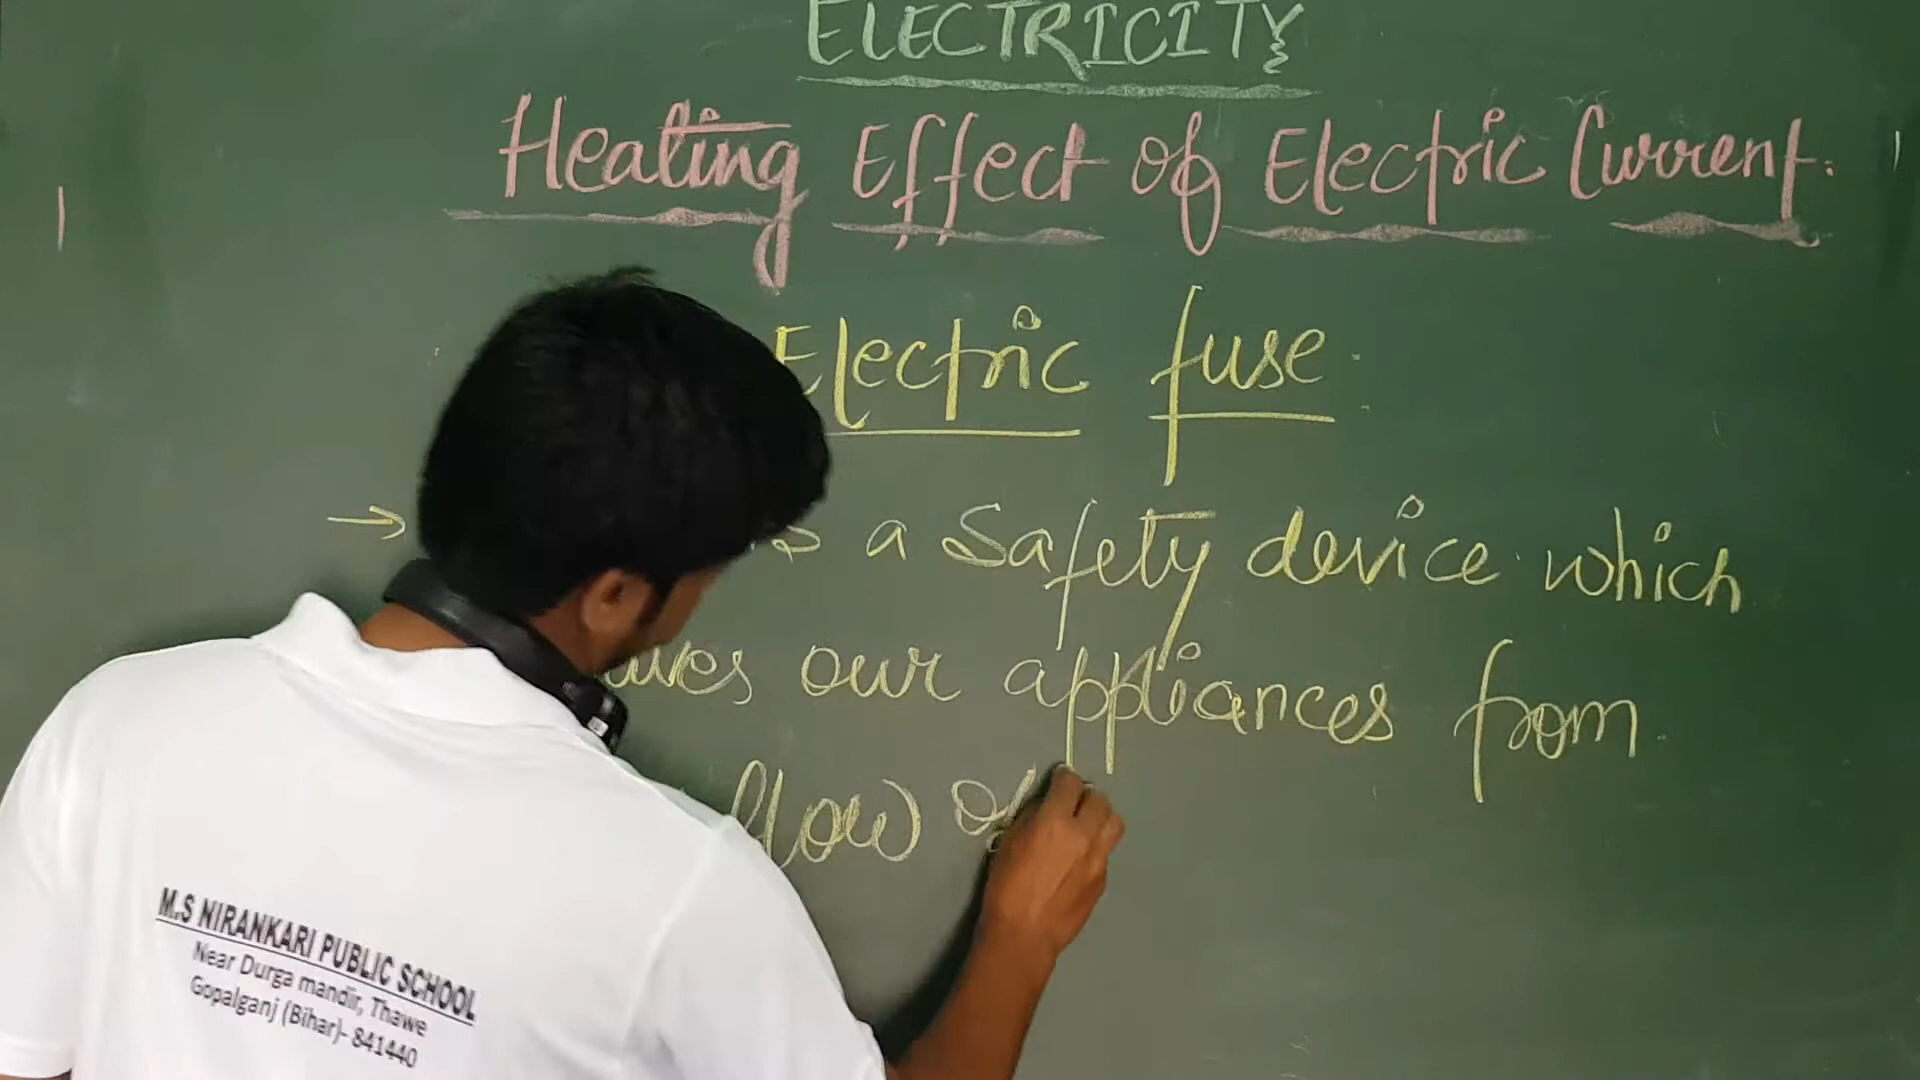 ELECTRICITY
Heating Effect of Electric Current.
Electric fuse.
→ a Safety device which
our appliances from
flow of
M.S NIRANKARI PUBLIC SCHOOL
Near Durga mandir, Thawe
Gopalganj (Bihar)- 841440